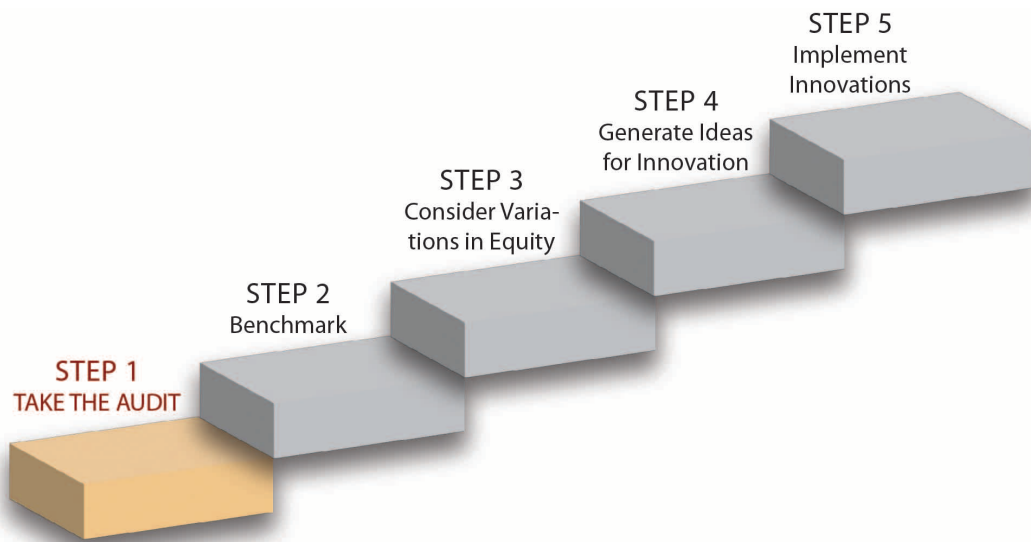 STEP 5
Implement
Innovations
STEP 4
Generate Ideas
for Innovation
STEP 3
Consider Varia-
tions in Equity
STEP 2
Benchmark
STEP 1
TAKE THE AUDIT